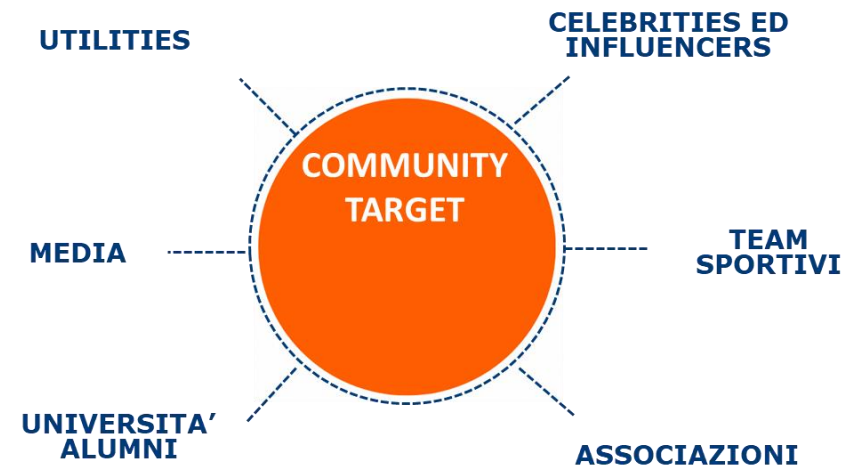 UTILITIES
CELEBRITIES ED
INFLUENCERS
COMMUNITY
TARGET
MEDIA
TEAM
SPORTIVI
UNIVERSITA’
ALUMNI
ASSOCIAZIONI